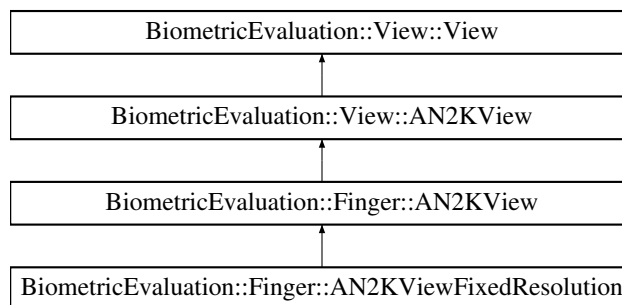 BiometricEvaluation::View::View
BiometricEvaluation::View::AN2KView
BiometricEvaluation::Finger::AN2KView
BiometricEvaluation::Finger::AN2KViewFixedResolution